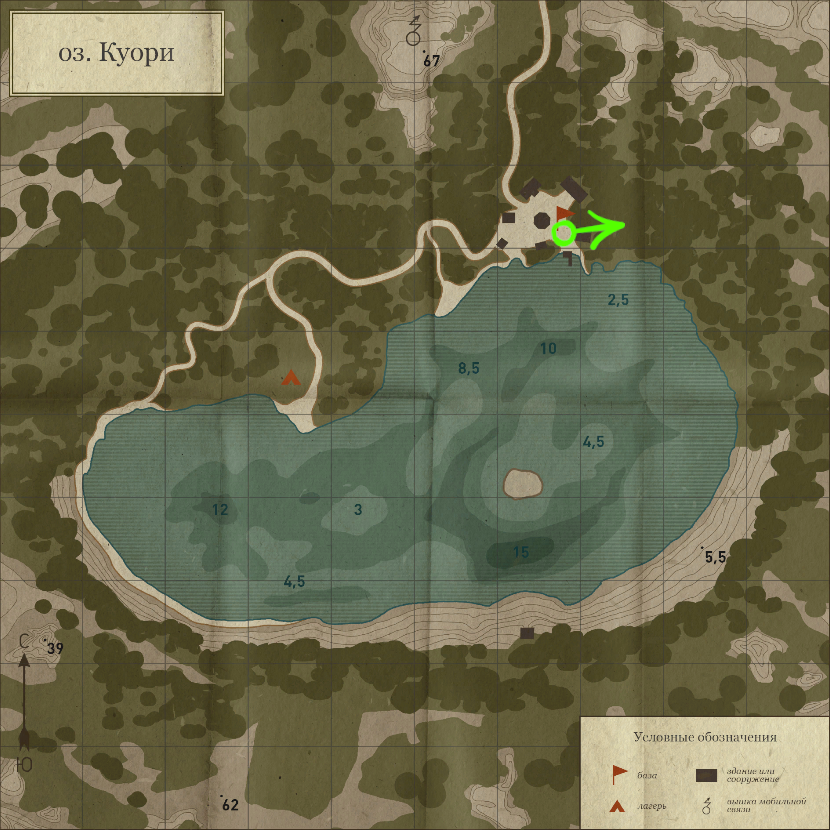 оз. Куори
67
2,5
10
8,5
4,5
12
3
15
5,5
4,5
С
39
Ю
62
Условные обозначения
база
здание или
сооружение
лагерь
вышка мобильной
связи